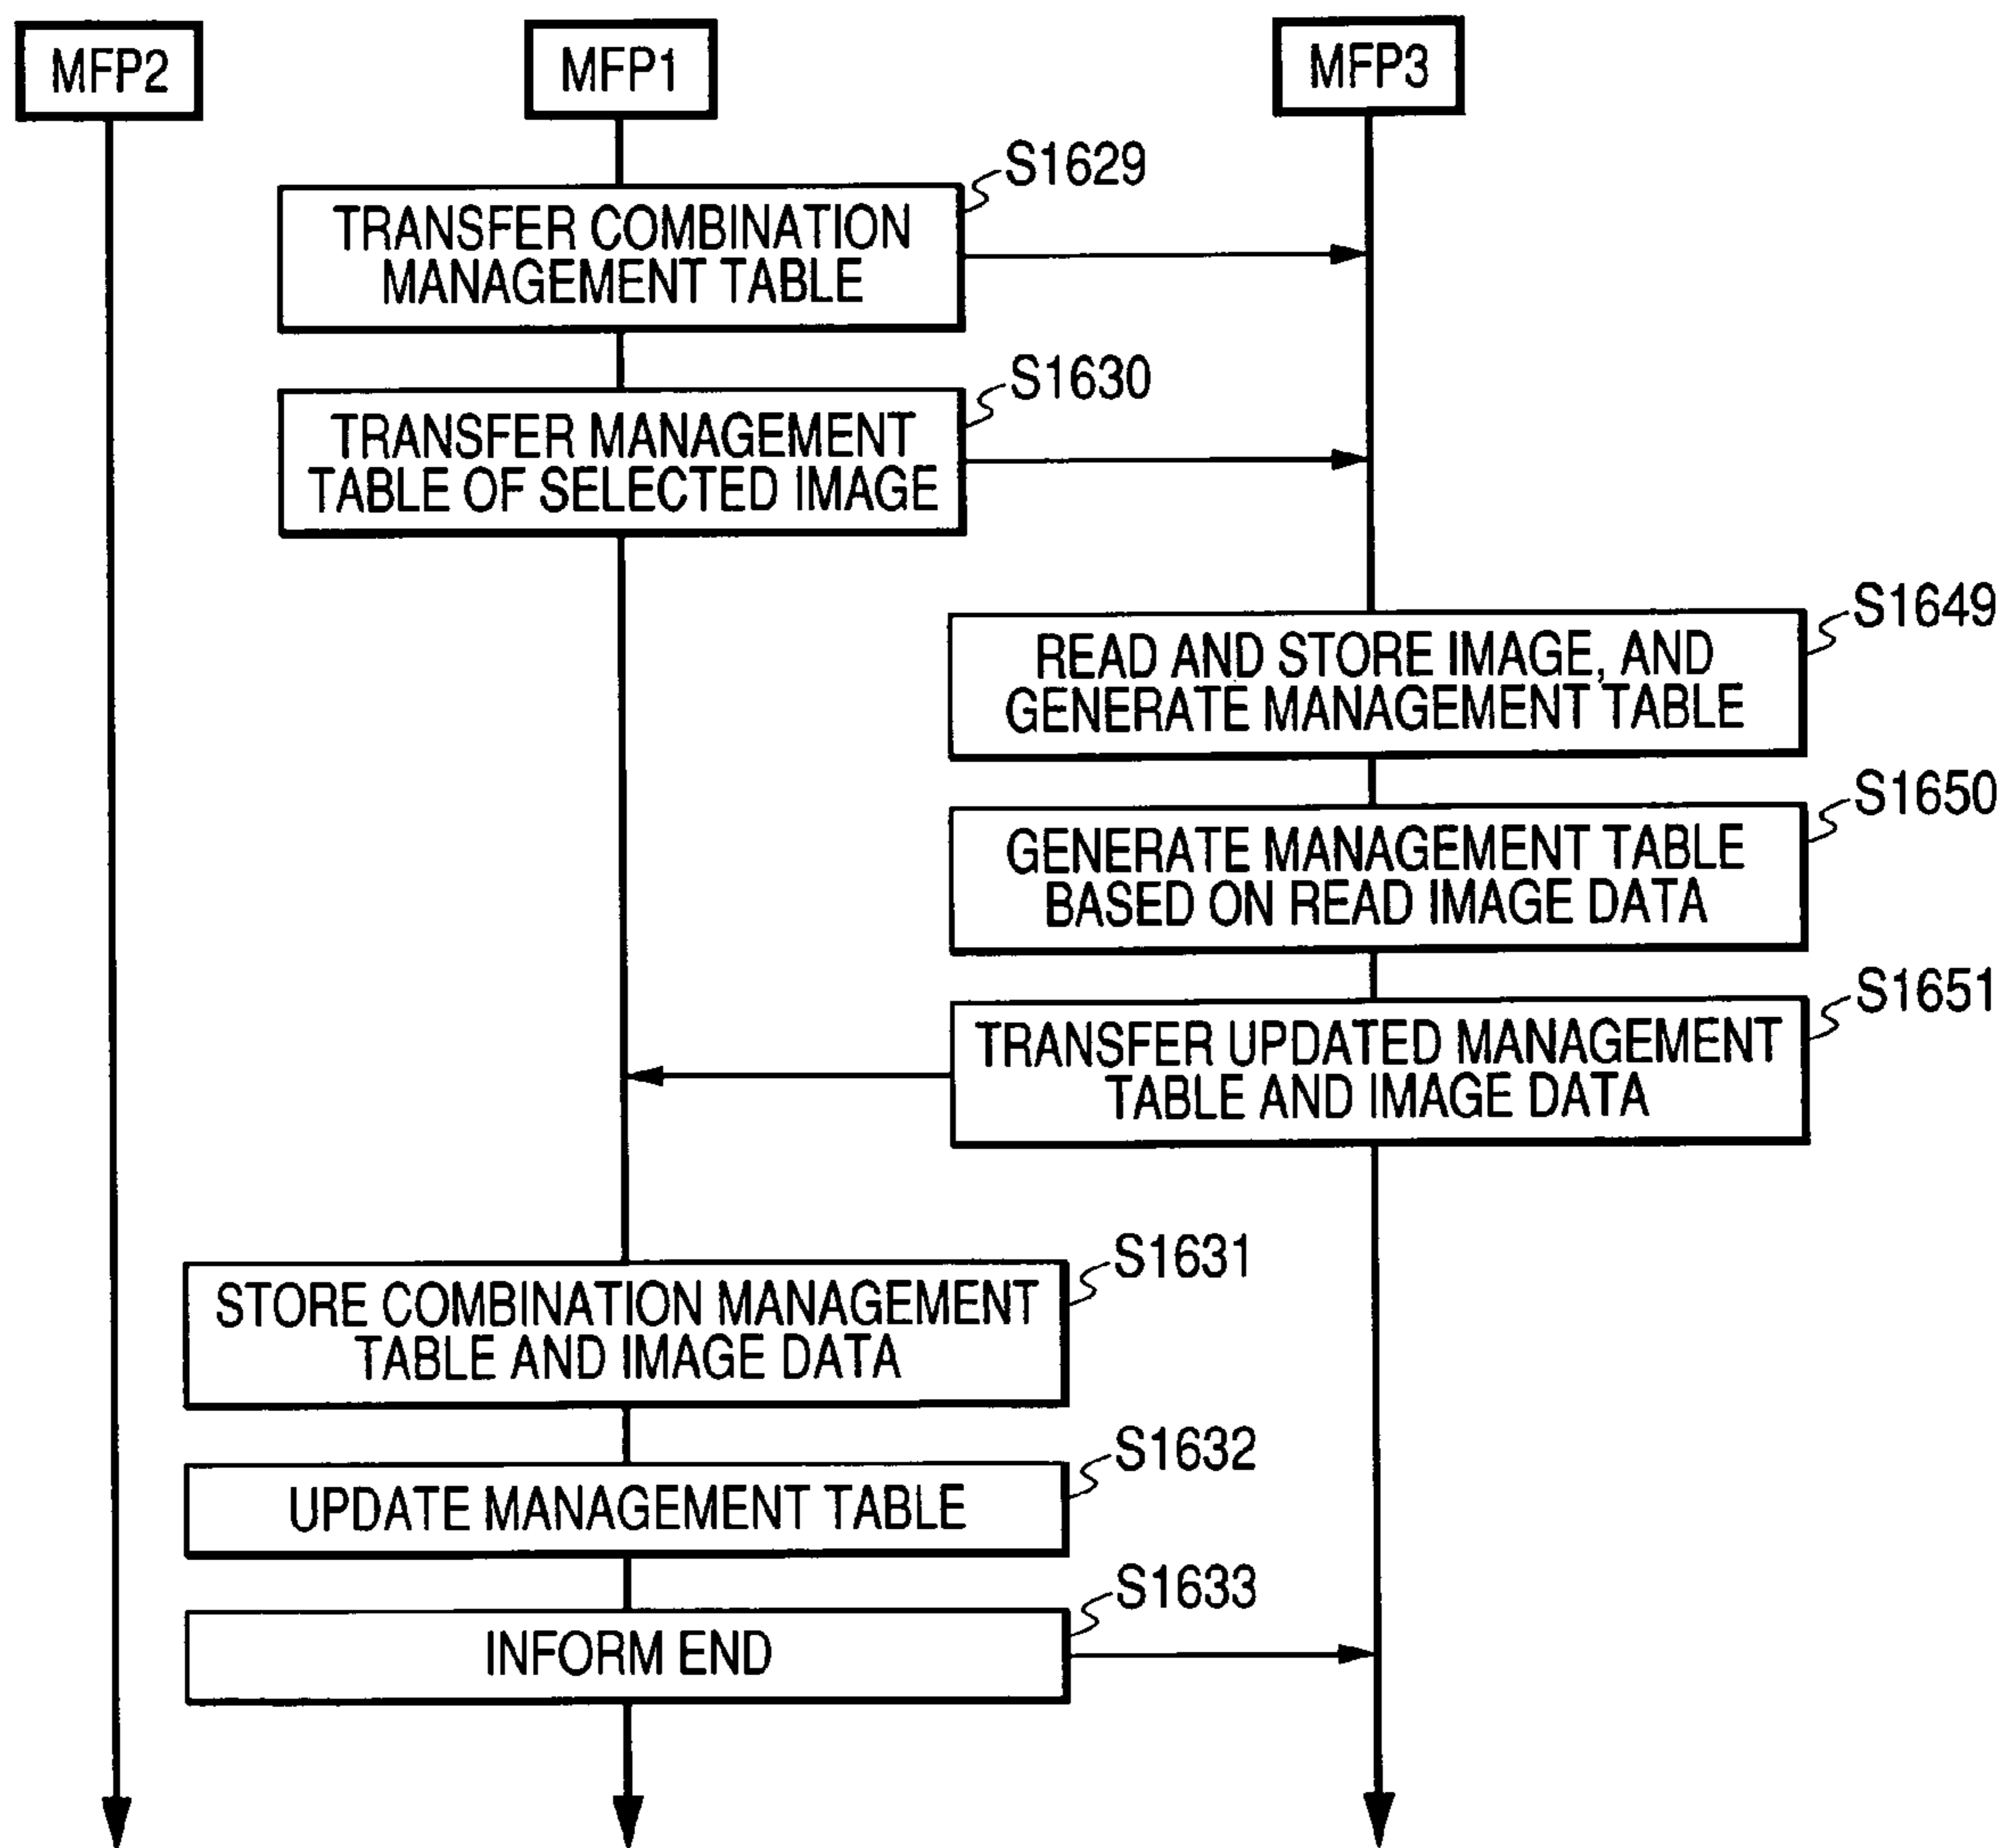 MFP2
MFP1
MFP3
S1629
TRANSFER COMBINATION
MANAGEMENT TABLE
S1630
TRANSFER MANAGEMENT
TABLE OF SELECTED IMAGE
S1649
READ AND STORE IMAGE, AND
GENERATE MANAGEMENT TABLE
S1650
GENERATE MANAGEMENT TABLE
BASED ON READ IMAGE DATA
S1651
TRANSFER UPDATED MANAGEMENT
TABLE AND IMAGE DATA
S1631
STORE COMBINATION MANAGEMENT
TABLE AND IMAGE DATA
S1632
UPDATE MANAGEMENT TABLE
S1633
INFORM END